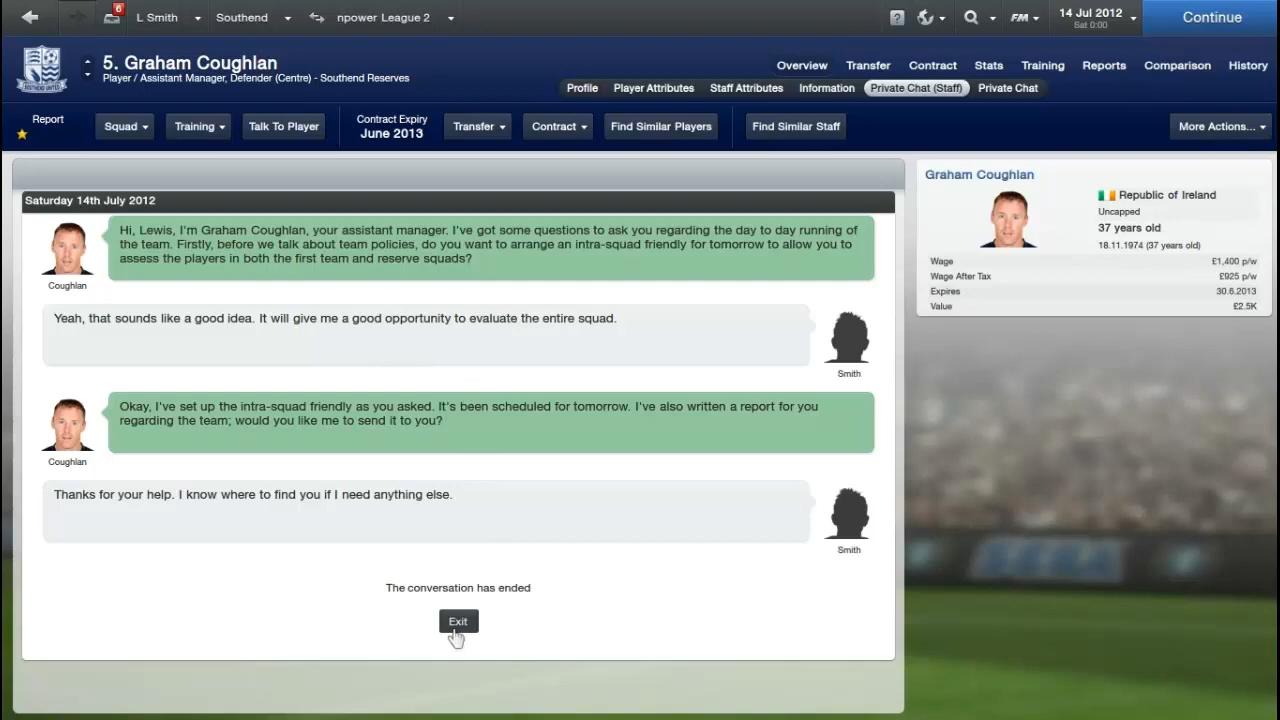 6
L Smith
Southend
npower League 2
?
FM
14 Jul 2012
Sat 0:00
Continue
5. Graham Coughlan
Player / Assistant Manager, Defender (Centre) - Southend Reserves
Overview
Transfer
Contract
Stats
Training
Reports
Comparison
History
Profile
Player Attributes
Staff Attributes
Information
Private Chat (Staff)
Private Chat
Report
Squad
Training
Talk To Player
Contract Expiry
June 2013
Transfer
Contract
Find Similar Players
Find Similar Staff
More Actions...
Saturday 14th July 2012
Hi, Lewis, I'm Graham Coughlan, your assistant manager. I've got some questions to ask you regarding the day to day running of
the team. Firstly, before we talk about team policies, do you want to arrange an intra-squad friendly for tomorrow to allow you to
assess the players in both the first team and reserve squads?
Coughlan
Yeah, that sounds like a good idea. It will give me a good opportunity to evaluate the entire squad.
Smith
Okay, I've set up the intra-squad friendly as you asked. It's been scheduled for tomorrow. I've also written a report for you
regarding the team; would you like me to send it to you?
Coughlan
Thanks for your help. I know where to find you if I need anything else.
Smith
The conversation has ended
Exit
Graham Coughlan
Republic of Ireland
Uncapped
37 years old
18.11.1974 (37 years old)
Wage £1,400 p/w
Wage After Tax £925 p/w
Expires 30.6.2013
Value £2.5K
SEGA